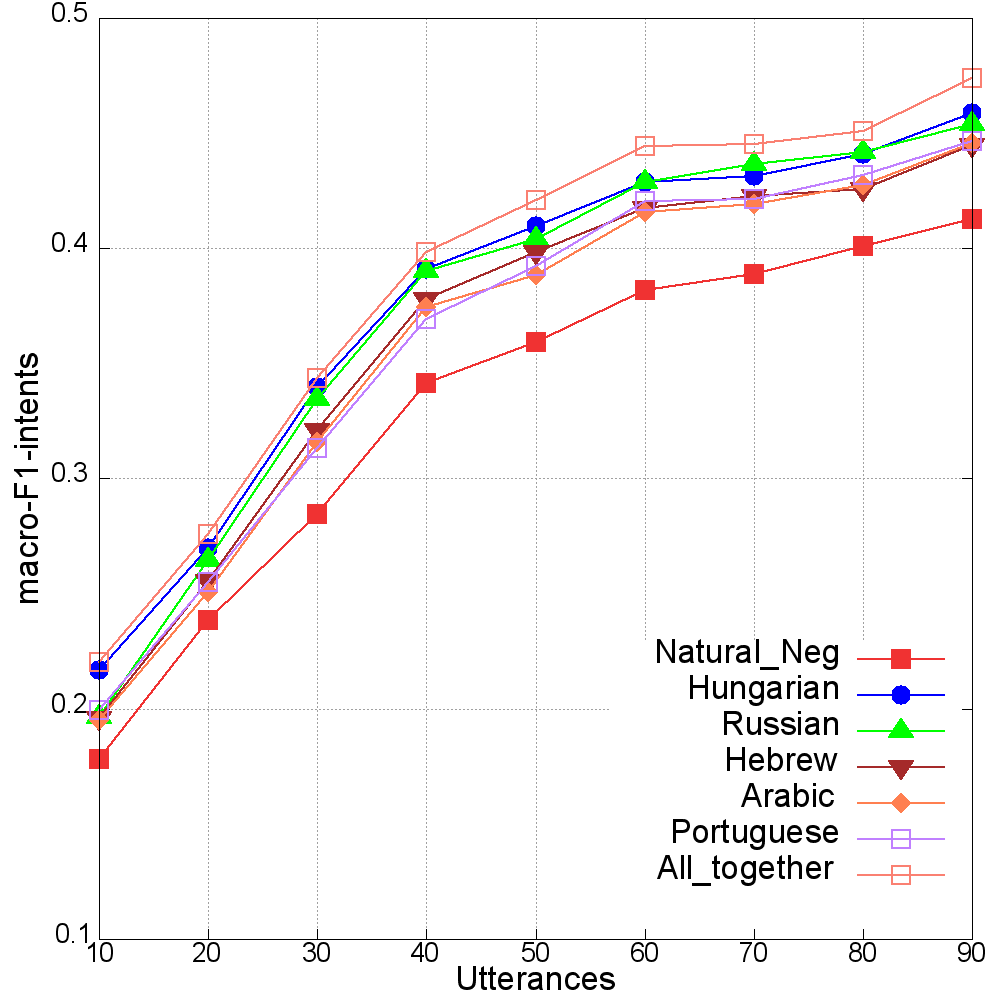 0.5
0.4
0.3
0.2
0.1
macro-F1-intents
Natural_Neg
Hungarian
Russian
Hebrew
Arabic
Portuguese
All_together
10 20 30 40 50 60 70 80 90
Utterances